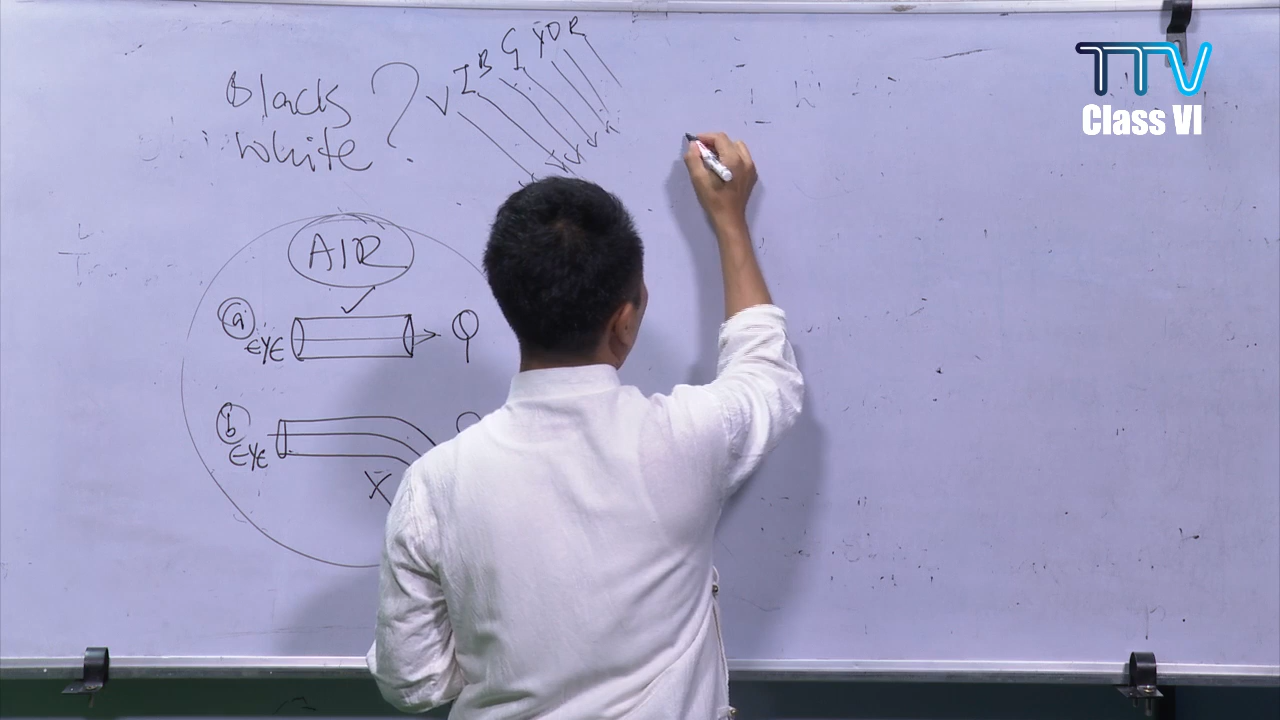 Black
White ?
V I B G Y O R
AIR
a
EYE
b
EYE
X
TTV
Class VI